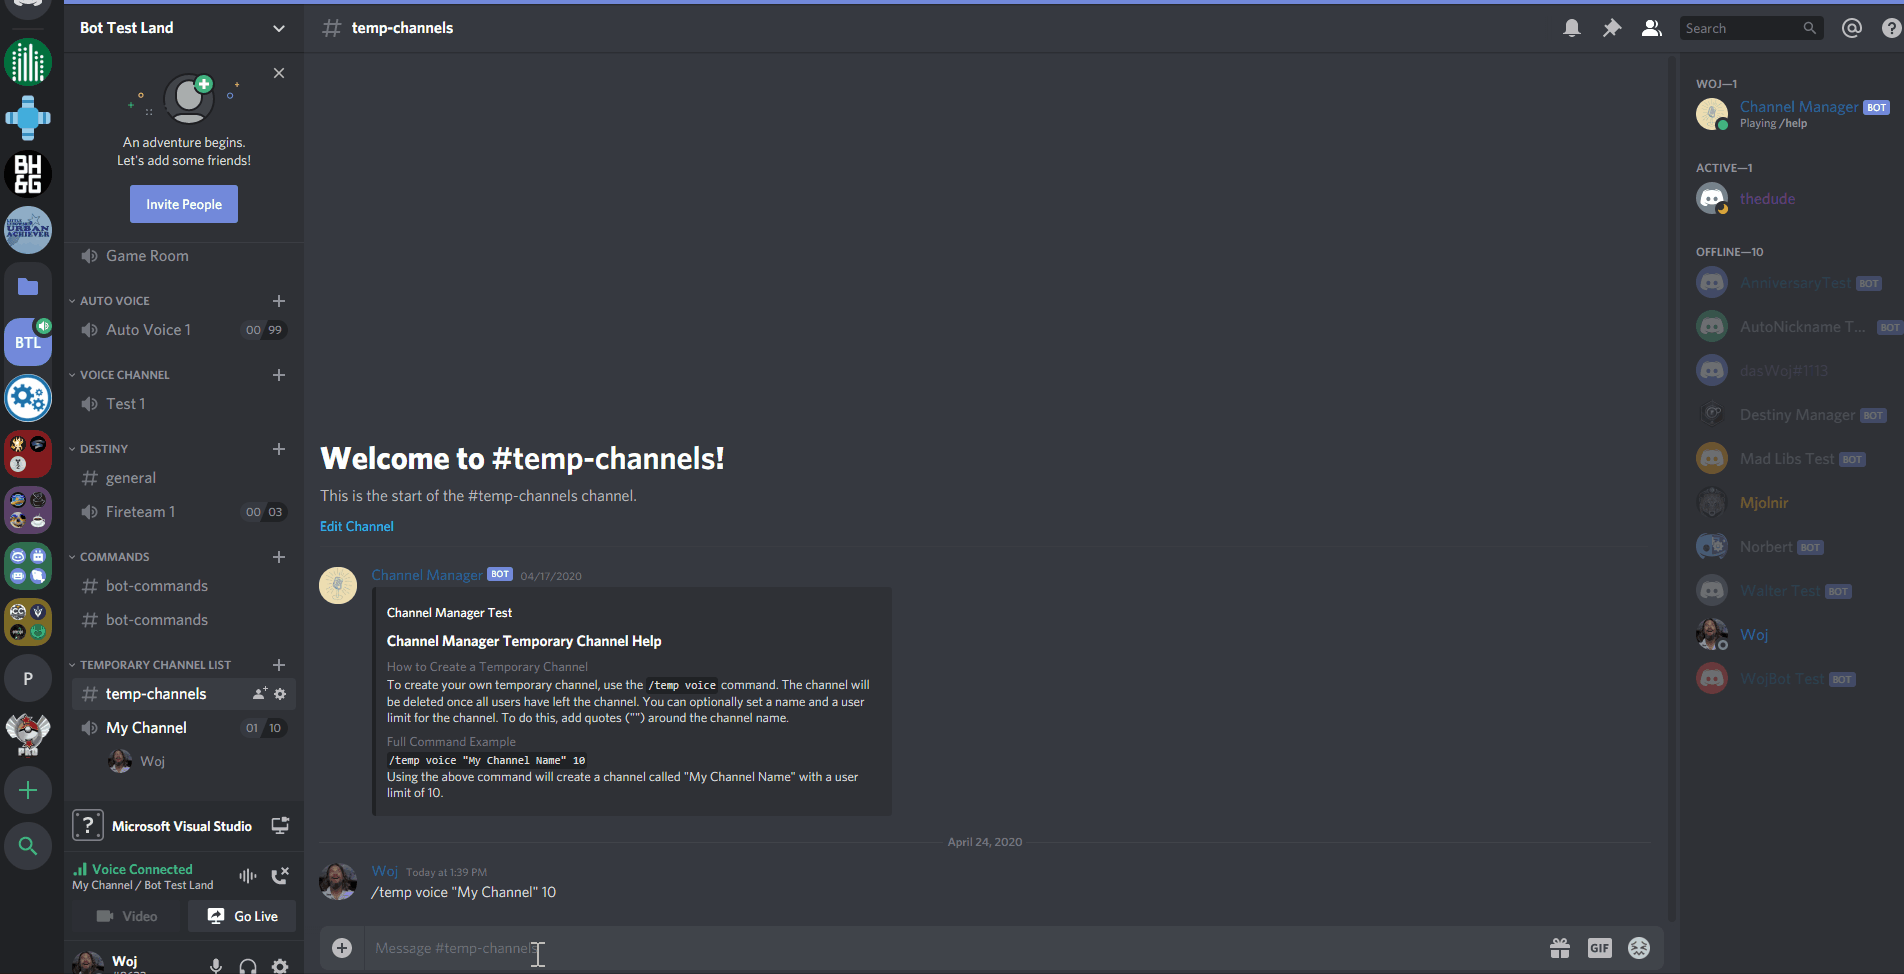 Bot Test Land
# temp-channels
Search
An adventure begins.
Let's add some friends!
Invite People
Game Room
AUTO VOICE
Auto Voice 1 00 99
VOICE CHANNEL
Test 1
DESTINY
# general
Fireteam 1 00 03
COMMANDS
# bot-commands
# bot-commands
TEMPORARY CHANNEL LIST
# temp-channels
My Channel 01 10
Woj
? Microsoft Visual Studio
Voice Connected
My Channel / Bot Test Land
Video
Go Live
Woj
BH
&G
URBAN
ACHIEVER
BTL
P
Welcome to #temp-channels!
This is the start of the #temp-channels channel.
Edit Channel
Channel Manager BOT 04/17/2020
Channel Manager Test
Channel Manager Temporary Channel Help
How to Create a Temporary Channel
To create your own temporary channel, use the /temp voice command. The channel will
be deleted once all users have left the channel. You can optionally set a name and a user
limit for the channel. To do this, add quotes ("") around the channel name.
Full Command Example
/temp voice "My Channel Name" 10
Using the above command will create a channel called "My Channel Name" with a user
limit of 10.
April 24, 2020
Woj Today at 1:39 PM
/temp voice "My Channel" 10
Message #temp-channels
GIF
WOJ—1
Channel Manager BOT
Playing /help
ACTIVE—1
thedude
OFFLINE—10
AnniversaryTest BOT
AutoNickname T... BOT
dasWoj#1'13
Destiny Manager BOT
Mad Libs Test BOT
Mjolnir
Norbert BOT
Walter Test BOT
Woj
WojBot Test BOT